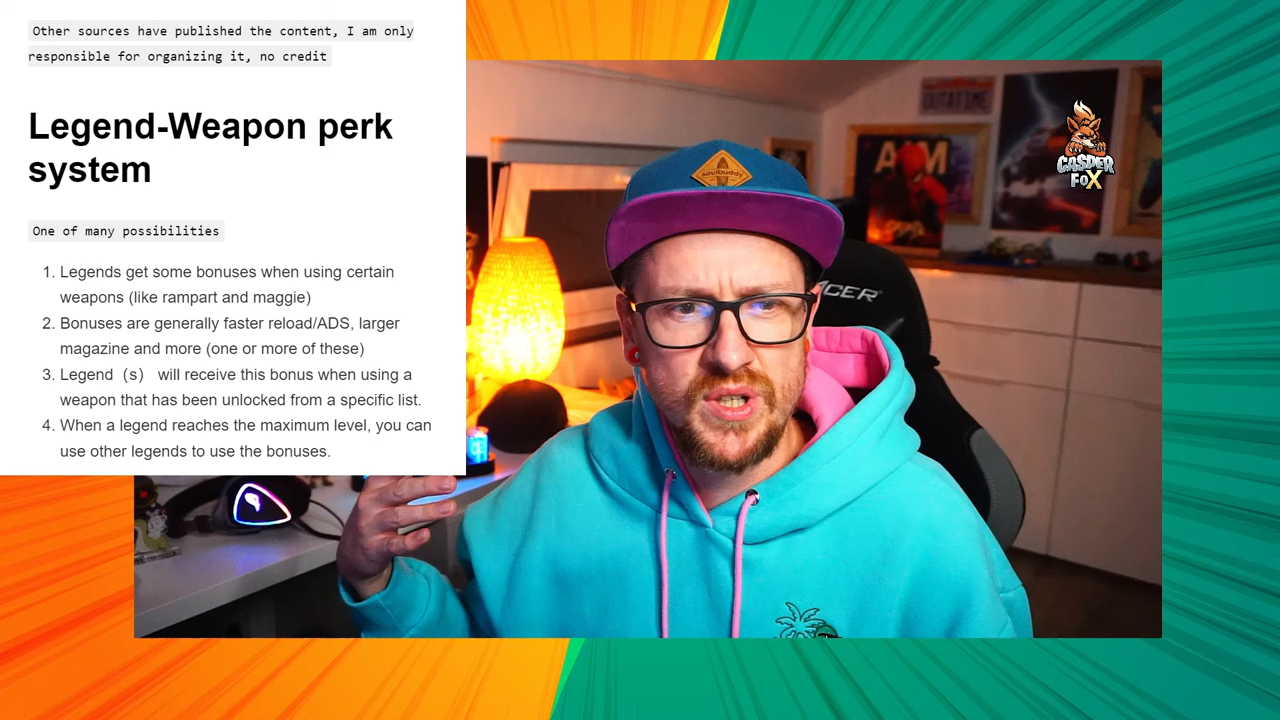 Other sources have published the content, I am only
responsible for organizing it, no credit
Legend-Weapon perk
system
One of many possibilities
1. Legends get some bonuses when using certain
weapons (like rampart and maggie)
2. Bonuses are generally faster reload/ADS, larger
magazine and more (one or more of these)
3. Legend (s) will receive this bonus when using a
weapon that has been unlocked from a specific list.
4. When a legend reaches the maximum level, you can
use other legends to use the bonuses.
OUTATIME
CASDER
FOX
soulbuddy